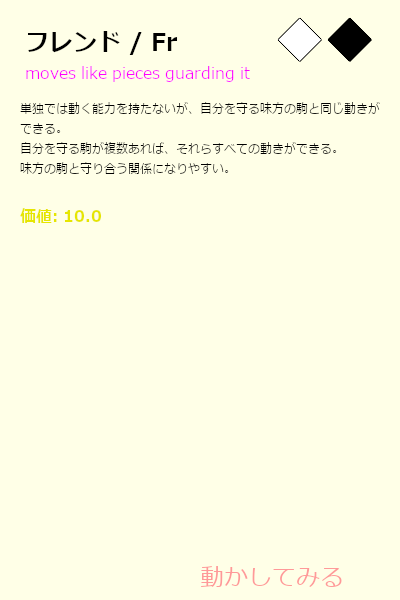 フレンド / Fr
moves like pieces guarding it
単独では動く能力を持たないが、自分を守る味方の駒と同じ動きが
できる。
自分を守る駒が複数あれば、それらすべての動きができる。
味方の駒と守り合う関係になりやすい。
価値: 10.0
動かしてみる